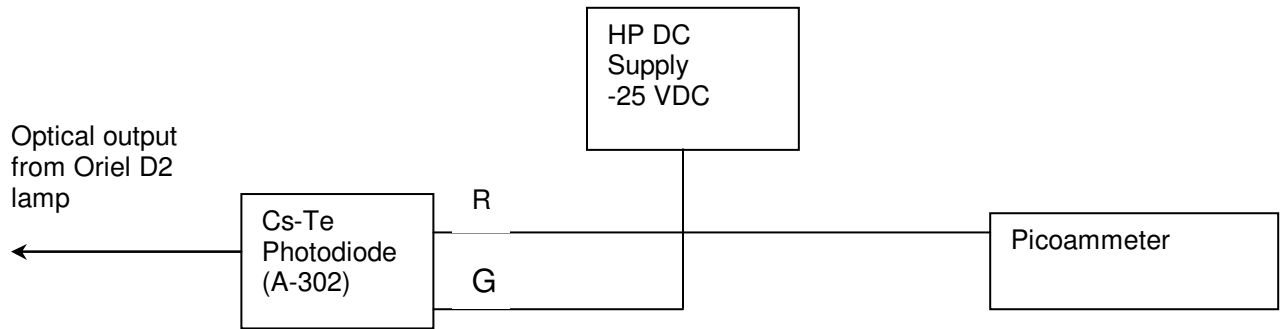 HP DC
Supply
-25 VDC
Optical output
from Oriel D2
lamp
R
Cs-Te
Photodiode
(A-302)
G
Picoammeter